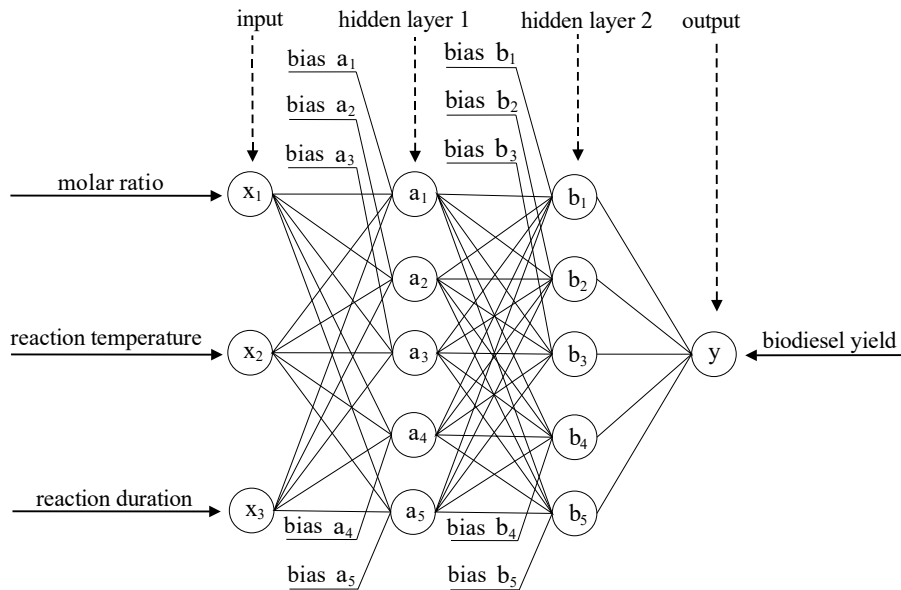 input
hidden layer 1
hidden layer 2
output
bias a1
bias b1
bias a2
bias b2
bias a3
bias b3
molar ratio
x1
a1
b1
a2
b2
reaction temperature
x2
a3
b3
y
biodiesel yield
a4
b4
reaction duration
x3
a5
b5
bias a4
bias b4
bias a5
bias b5